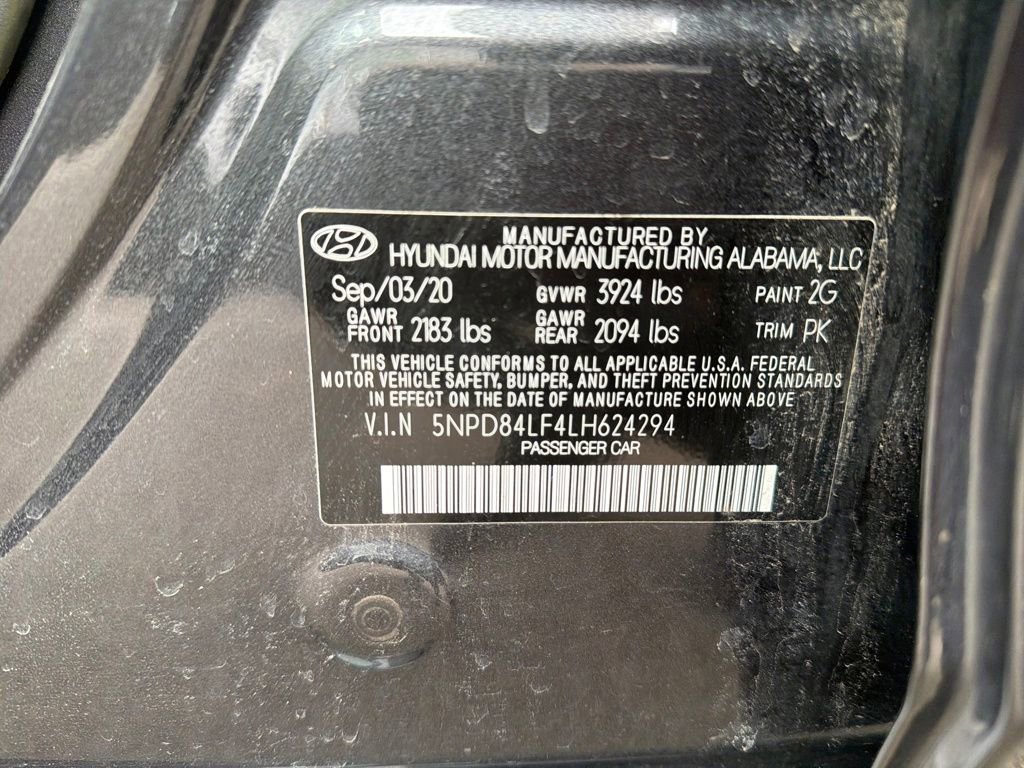 MANUFACTURED BY
HYUNDAI MOTOR MANUFACTURING ALABAMA, LLC
Sep/03/20 GVWR 3924 lbs PAINT 2G
GAWR FRONT 2183 lbs GAWR REAR 2094 lbs TRIM PK
THIS VEHICLE CONFORMS TO ALL APPLICABLE U.S.A. FEDERAL
MOTOR VEHICLE SAFETY, BUMPER, AND THEFT PREVENTION STANDARDS
IN EFFECT ON THE DATE OF MANUFACTURE SHOWN ABOVE
V.I.N 5NPD84LF4LH624294
PASSENGER CAR